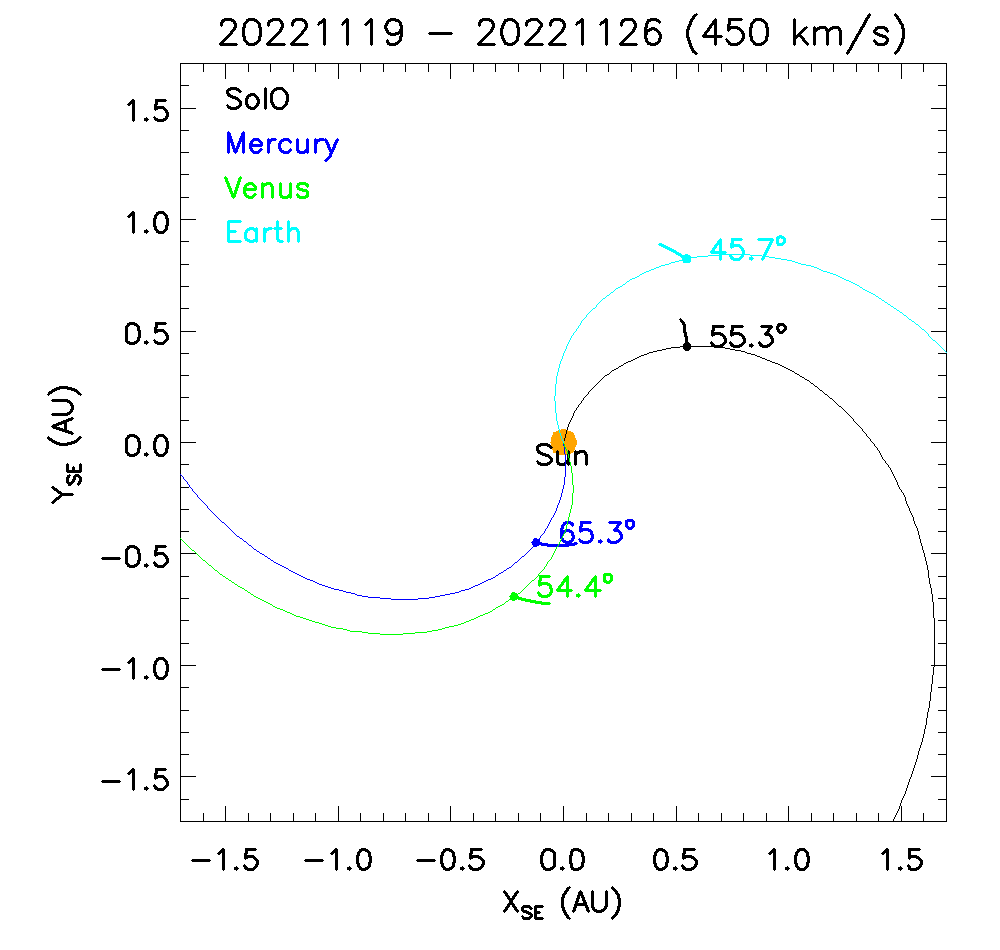 20221119 − 20221126 (450 km/s)
SolO
Mercury
Venus
Earth
1.5
1.0
0.5
0.0
−0.5
−1.0
−1.5
Y_SE (AU)
45.7°
55.3°
Sun
65.3°
54.4°
−1.5 −1.0 −0.5 0.0 0.5 1.0 1.5
X_SE (AU)